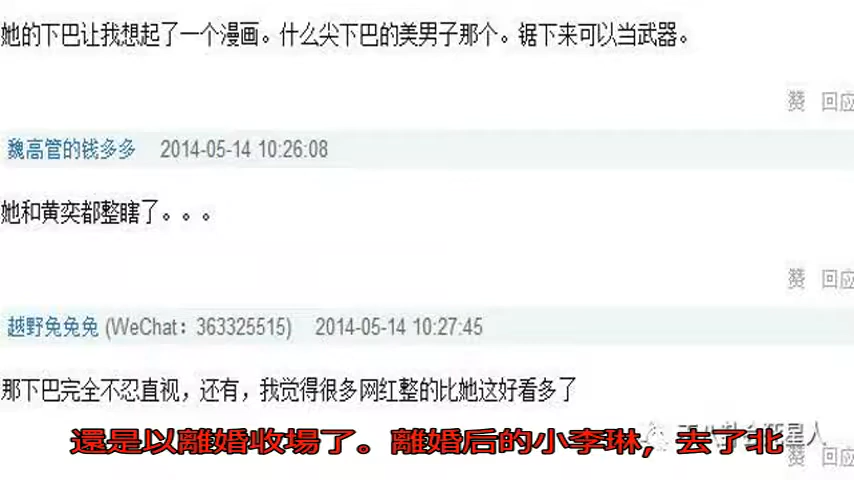 她的下巴让我想起了一个漫画。什么尖下巴的美男子那个。锯下来可以当武器。
赞 回应
魏高管的钱多多 2014-05-14 10:26:08
她和黄奕都整瞎了。。。
赞 回应
越野兔兔兔 (WeChat：363325515) 2014-05-14 10:27:45
那下巴完全不忍直视，还有，我觉得很多网红整的比她这好看多了
還是以離婚收場了。離婚后的小李琳，去了北
赞 回应